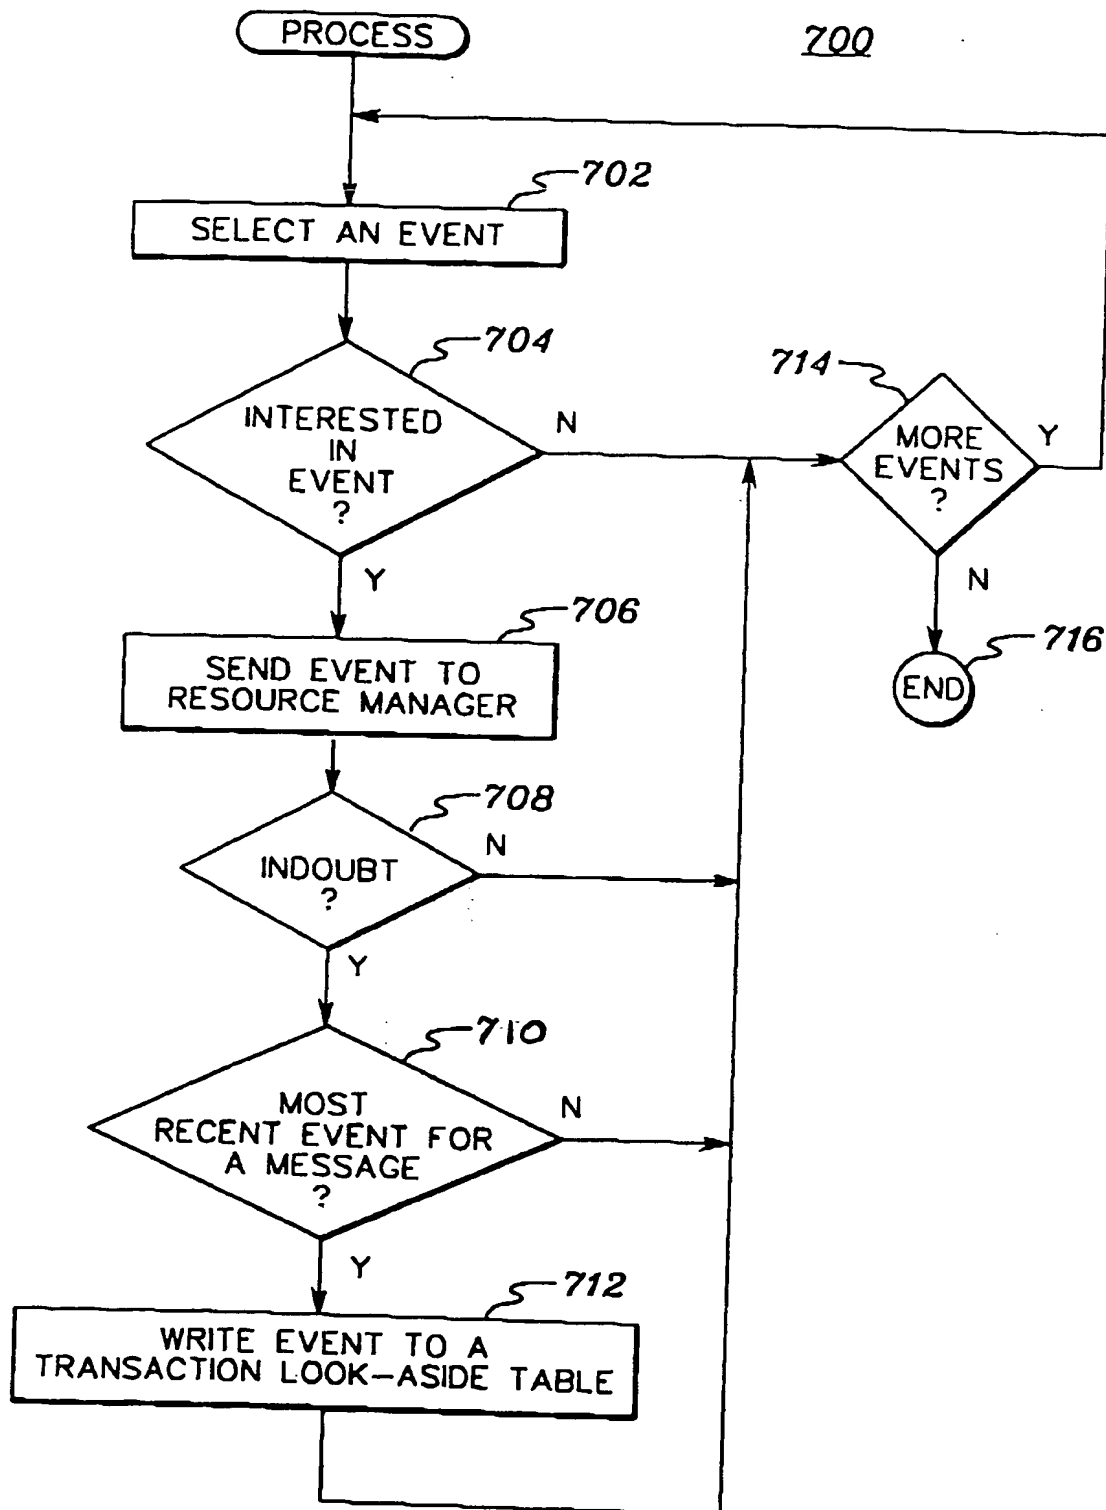 PROCESS
700
702
SELECT AN EVENT
704
INTERESTED
IN
EVENT
?
N
Y
714
MORE
EVENTS
?
Y
N
716
END
706
SEND EVENT TO
RESOURCE MANAGER
708
INDOUBT
?
N
Y
710
MOST
RECENT EVENT FOR
A MESSAGE
?
N
Y
712
WRITE EVENT TO A
TRANSACTION LOOK-ASIDE TABLE